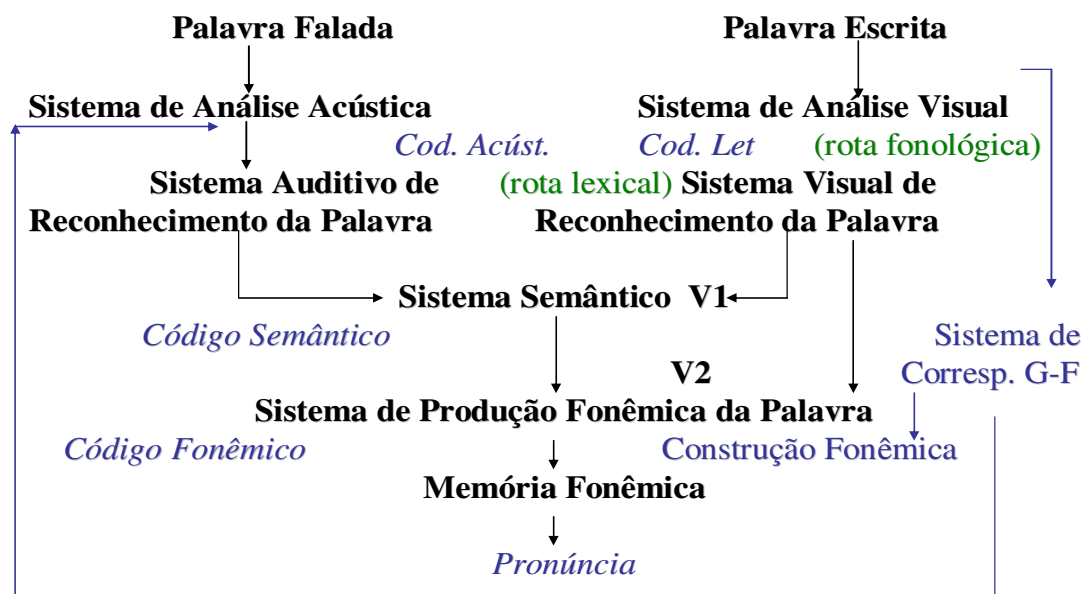 Palavra Falada Palavra Escrita
Sistema de Análise Acústica Sistema de Análise Visual
Cod. Acúst. Cod. Let (rota fonológica)
Sistema Auditivo de (rota lexical) Sistema Visual de
Reconhecimento da Palavra Reconhecimento da Palavra
Sistema Semântico V1
Código Semântico Sistema de
V2 Corresp. G-F
Sistema de Produção Fonêmica da Palavra
Código Fonêmico Construção Fonêmica
Memória Fonêmica
Pronúncia